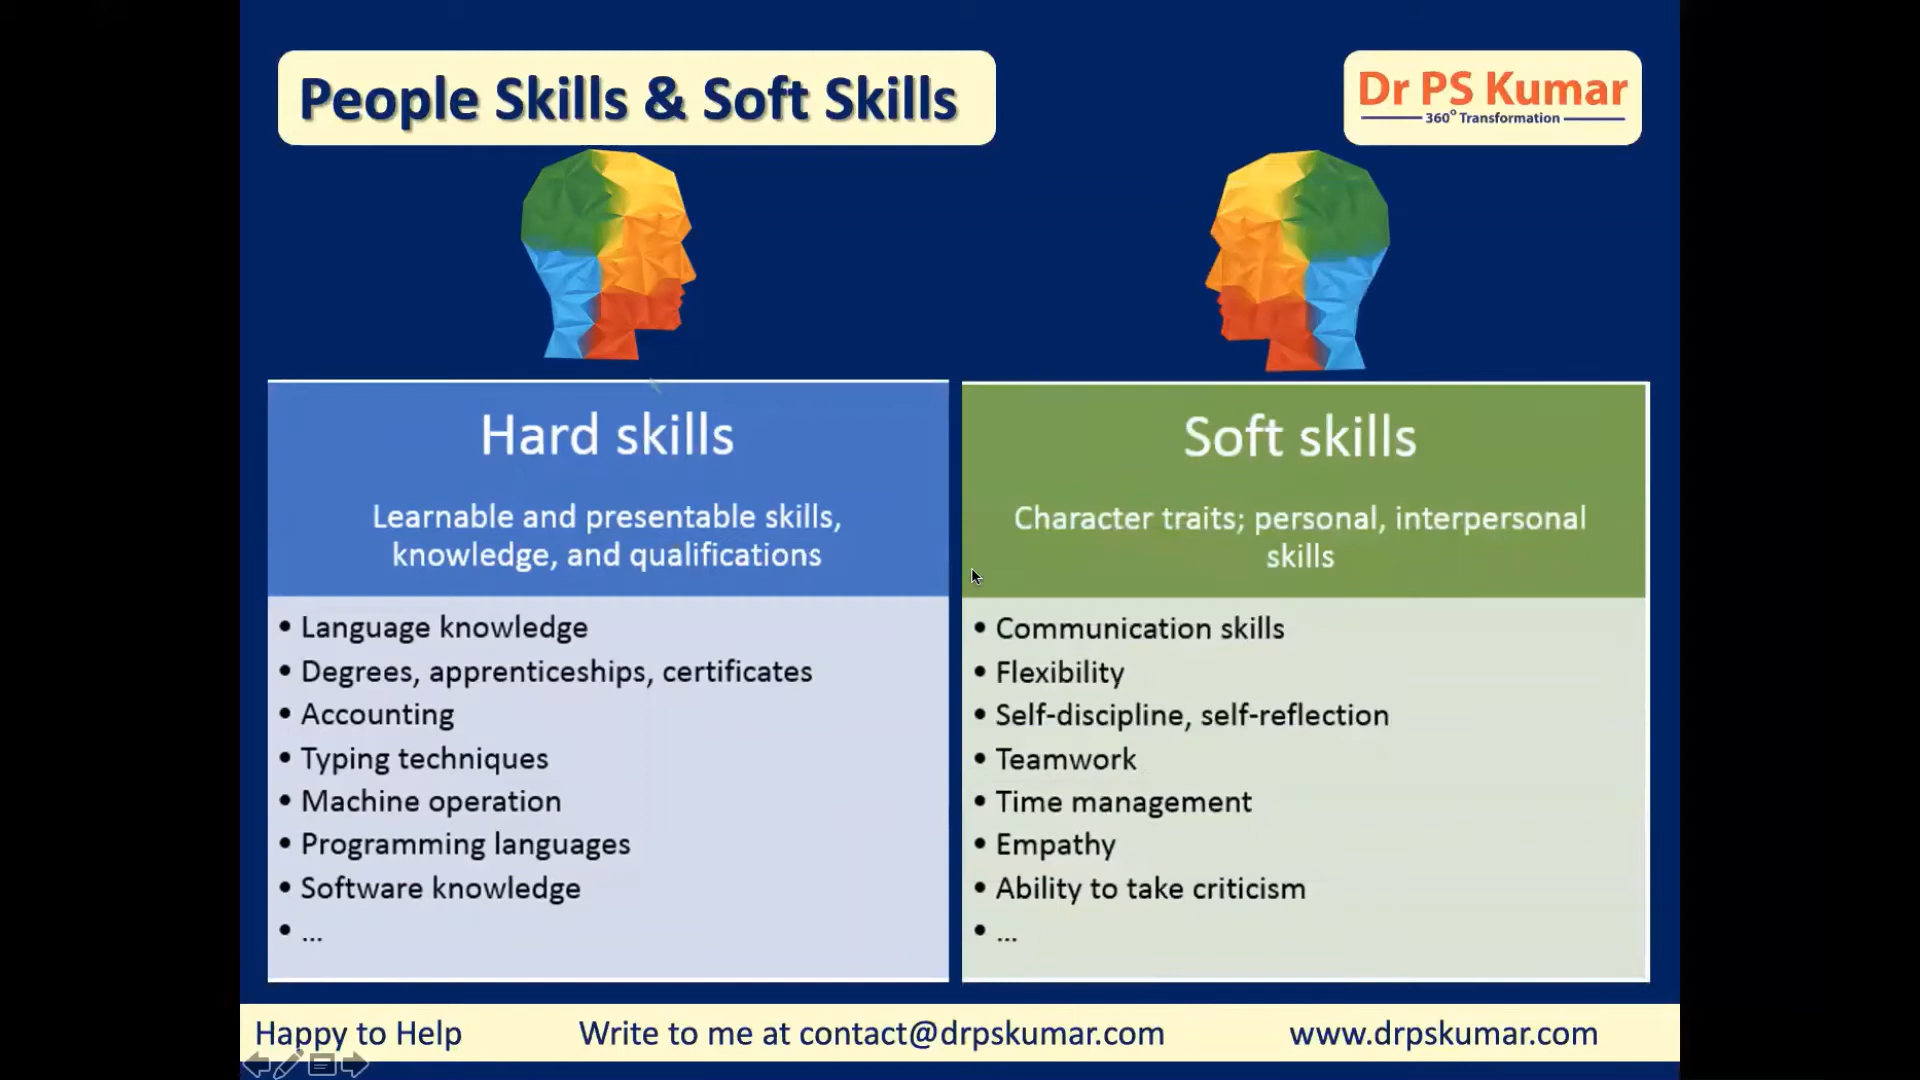 People Skills & Soft Skills
Dr PS Kumar
360° Transformation
Hard skills
Learnable and presentable skills,
knowledge, and qualifications
• Language knowledge
• Degrees, apprenticeships, certificates
• Accounting
• Typing techniques
• Machine operation
• Programming languages
• Software knowledge
• ...
Soft skills
Character traits; personal, interpersonal
skills
• Communication skills
• Flexibility
• Self-discipline, self-reflection
• Teamwork
• Time management
• Empathy
• Ability to take criticism
• ...
Happy to Help
Write to me at contact@drpskumar.com
www.drpskumar.com